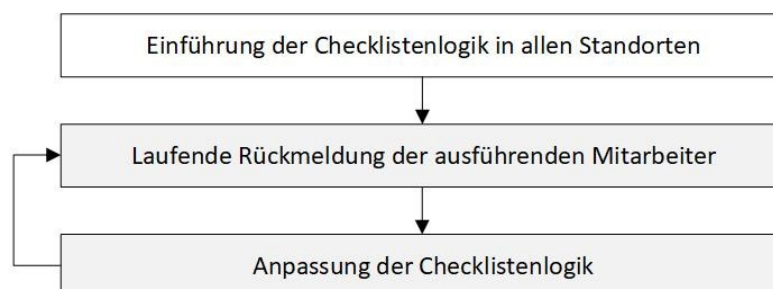 Einführung der Checklistenlogik in allen Standorten
Laufende Rückmeldung der ausführenden Mitarbeiter
Anpassung der Checklistenlogik